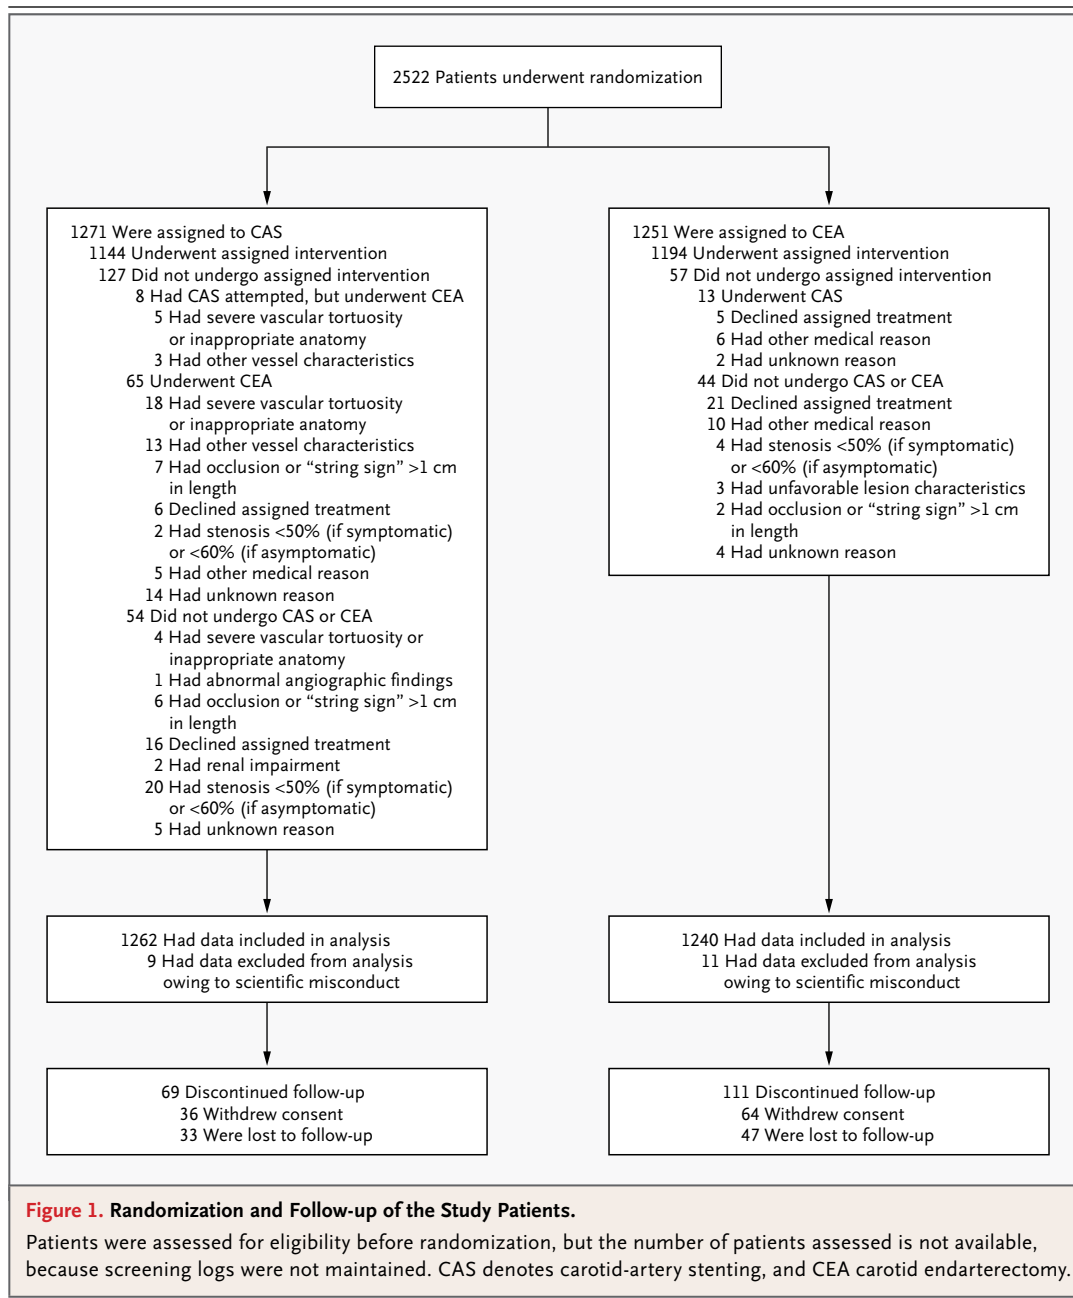 2522 Patients underwent randomization
1271 Were assigned to CAS
1144 Underwent assigned intervention
127 Did not undergo assigned intervention
8 Had CAS attempted, but underwent CEA
5 Had severe vascular tortuosity
or inappropriate anatomy
3 Had other vessel characteristics
65 Underwent CEA
18 Had severe vascular tortuosity
or inappropriate anatomy
13 Had other vessel characteristics
7 Had occlusion or “string sign” >1 cm
in length
6 Declined assigned treatment
2 Had stenosis <50% (if symptomatic)
or <60% (if asymptomatic)
5 Had other medical reason
14 Had unknown reason
54 Did not undergo CAS or CEA
4 Had severe vascular tortuosity or
inappropriate anatomy
1 Had abnormal angiographic findings
6 Had occlusion or “string sign” >1 cm
in length
16 Declined assigned treatment
2 Had renal impairment
20 Had stenosis <50% (if symptomatic)
or <60% (if asymptomatic)
5 Had unknown reason
1251 Were assigned to CEA
1194 Underwent assigned intervention
57 Did not undergo assigned intervention
13 Underwent CAS
5 Declined assigned treatment
6 Had other medical reason
2 Had unknown reason
44 Did not undergo CAS or CEA
21 Declined assigned treatment
10 Had other medical reason
4 Had stenosis <50% (if symptomatic)
or <60% (if asymptomatic)
3 Had unfavorable lesion characteristics
2 Had occlusion or “string sign” >1 cm
in length
4 Had unknown reason
1262 Had data included in analysis
9 Had data excluded from analysis
owing to scientific misconduct
1240 Had data included in analysis
11 Had data excluded from analysis
owing to scientific misconduct
69 Discontinued follow-up
36 Withdrew consent
33 Were lost to follow-up
111 Discontinued follow-up
64 Withdrew consent
47 Were lost to follow-up
Figure 1. Randomization and Follow-up of the Study Patients.
Patients were assessed for eligibility before randomization, but the number of patients assessed is not available,
because screening logs were not maintained. CAS denotes carotid-artery stenting, and CEA carotid endarterectomy.